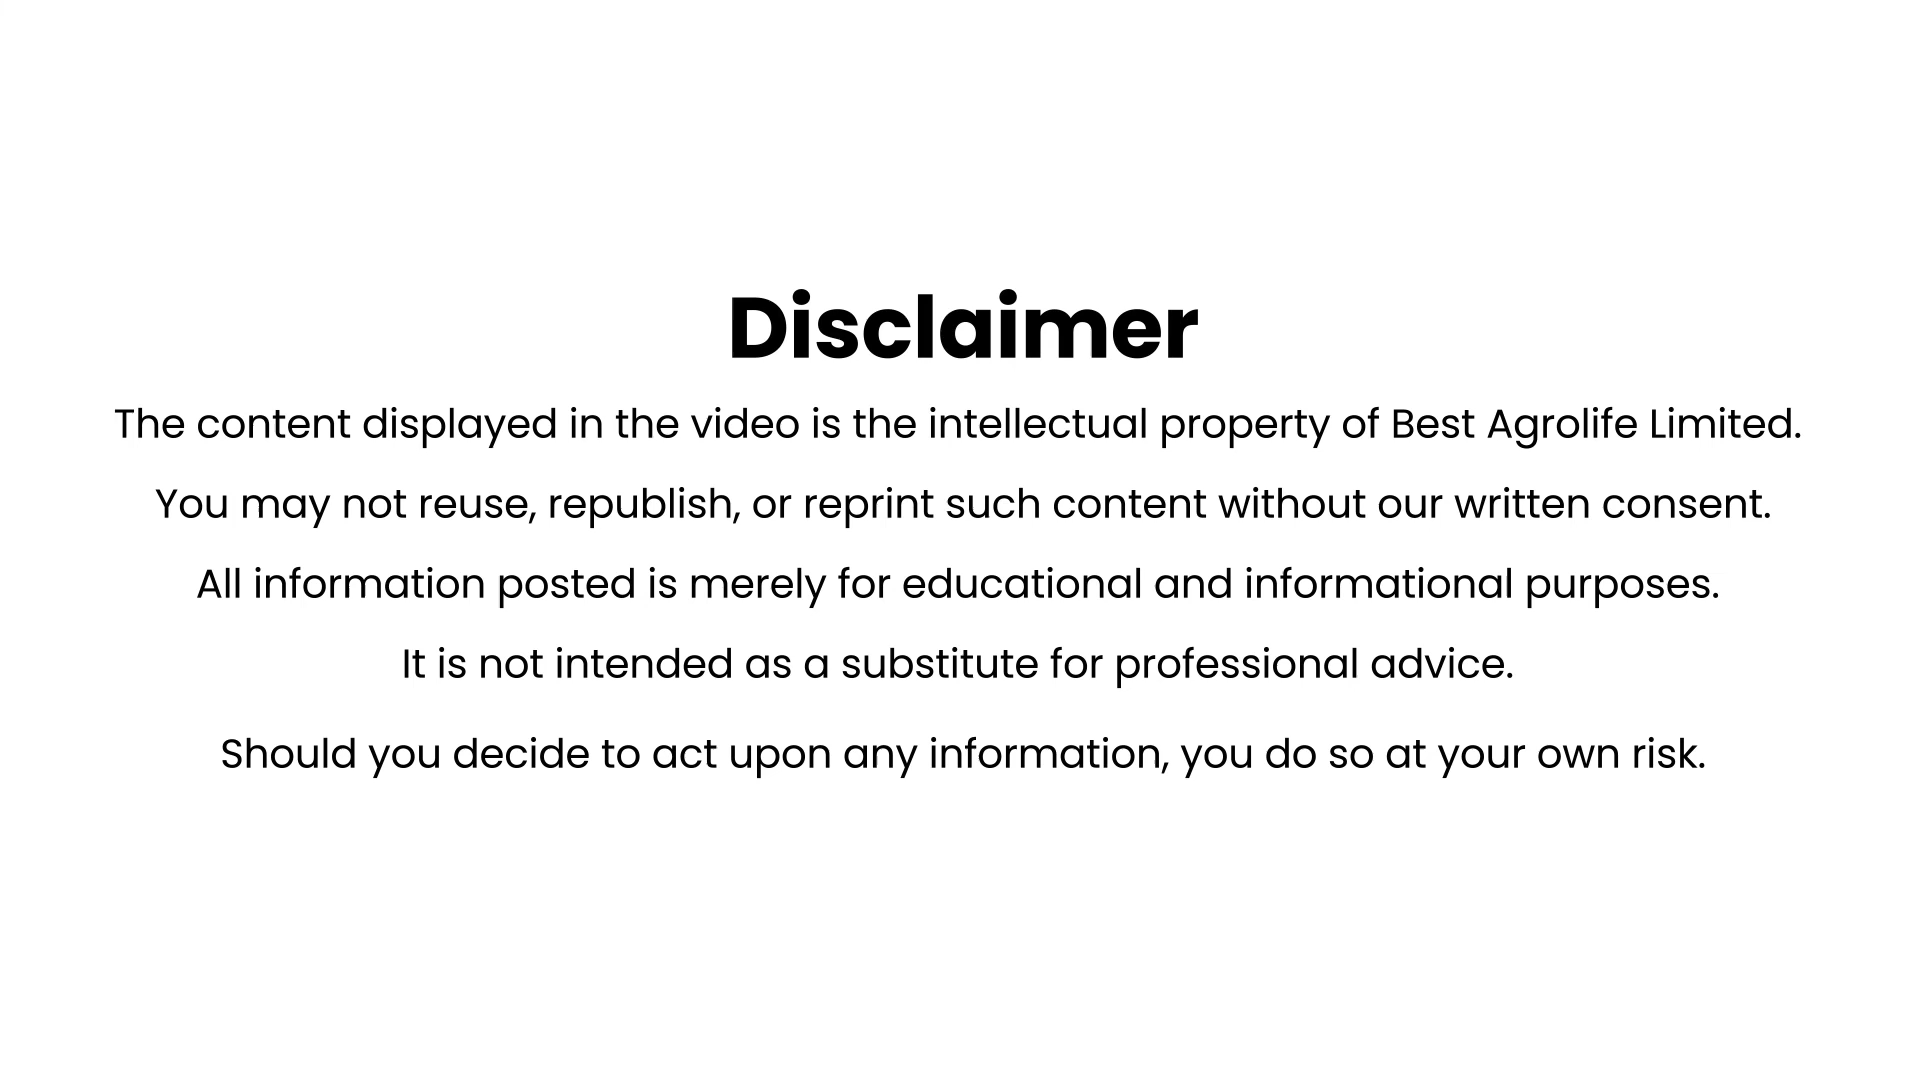 Disclaimer
The content displayed in the video is the intellectual property of Best Agrolife Limited.
You may not reuse, republish, or reprint such content without our written consent.
All information posted is merely for educational and informational purposes.
It is not intended as a substitute for professional advice.
Should you decide to act upon any information, you do so at your own risk.